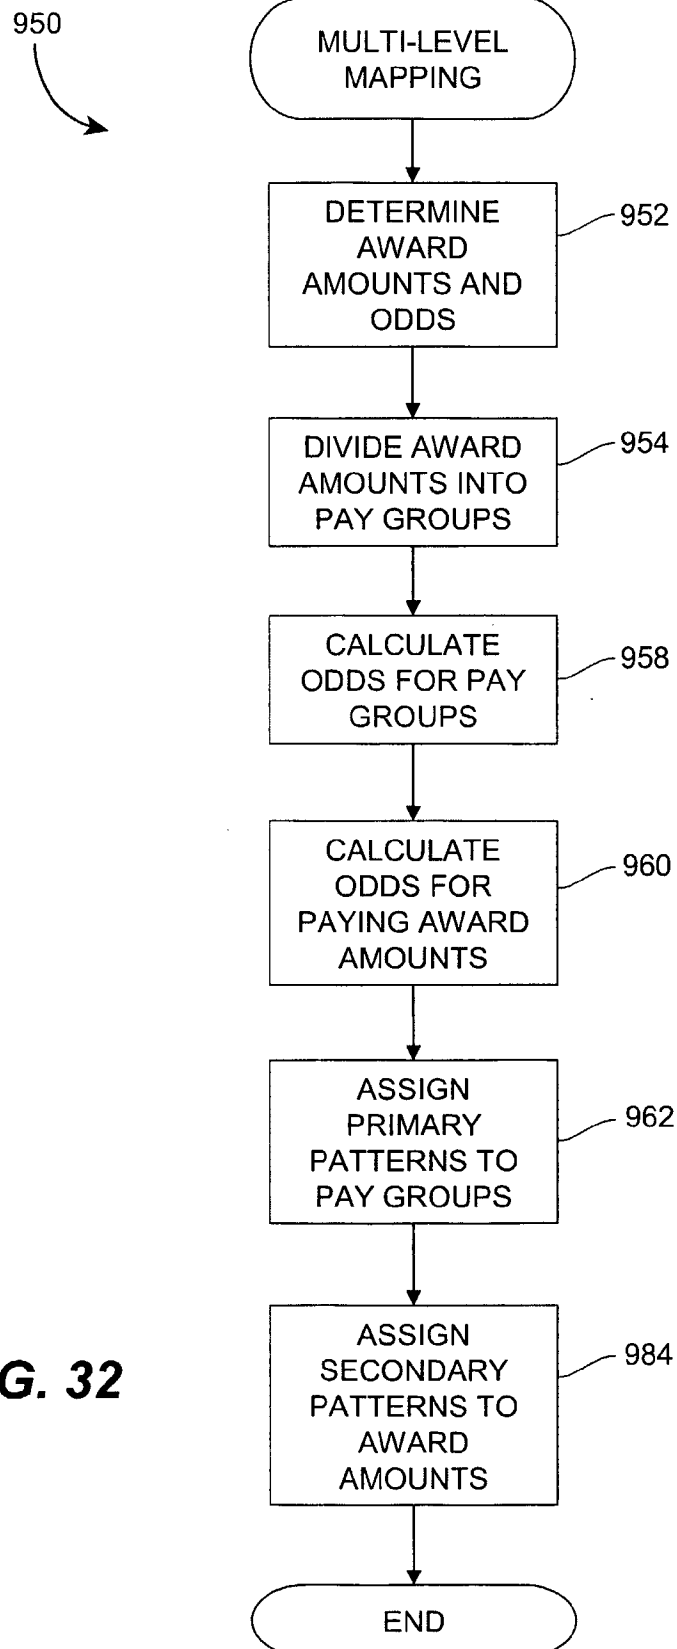 950
MULTI-LEVEL
MAPPING
DETERMINE
AWARD
AMOUNTS AND
ODDS
952
DIVIDE AWARD
AMOUNTS INTO
PAY GROUPS
954
CALCULATE
ODDS FOR PAY
GROUPS
958
CALCULATE
ODDS FOR
PAYING AWARD
AMOUNTS
960
ASSIGN
PRIMARY
PATTERNS TO
PAY GROUPS
962
ASSIGN
SECONDARY
PATTERNS TO
AWARD
AMOUNTS
984
G. 32
END